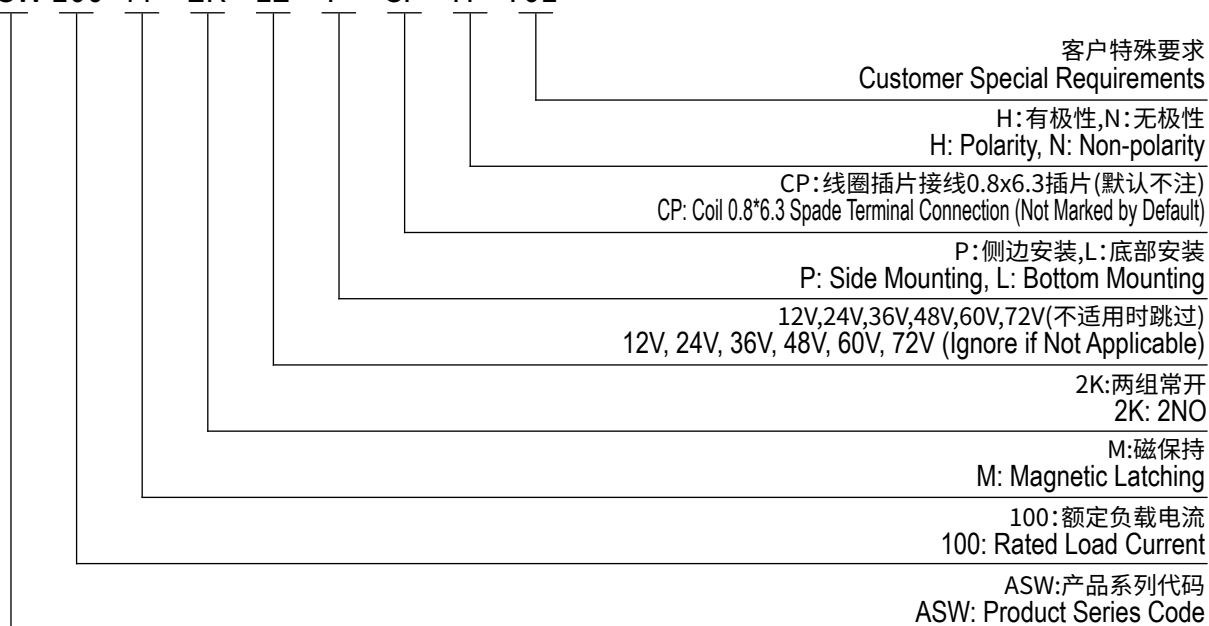 客户特殊要求
Customer Special Requirements
H:有极性,N:无极性
H: Polarity, N: Non-polarity
CP:线圈插片接线0.8x6.3插片(默认不注)
CP: Coil 0.8*6.3 Spade Terminal Connection (Not Marked by Default)
P:侧边安装,L:底部安装
P: Side Mounting, L: Bottom Mounting
12V,24V,36V,48V,60V,72V(不适用时跳过)
12V, 24V, 36V, 48V, 60V, 72V (Ignore if Not Applicable)
2K:两组常开
2K: 2NO
M:磁保持
M: Magnetic Latching
100:额定负载电流
100: Rated Load Current
ASW:产品系列代码
ASW: Product Series Code